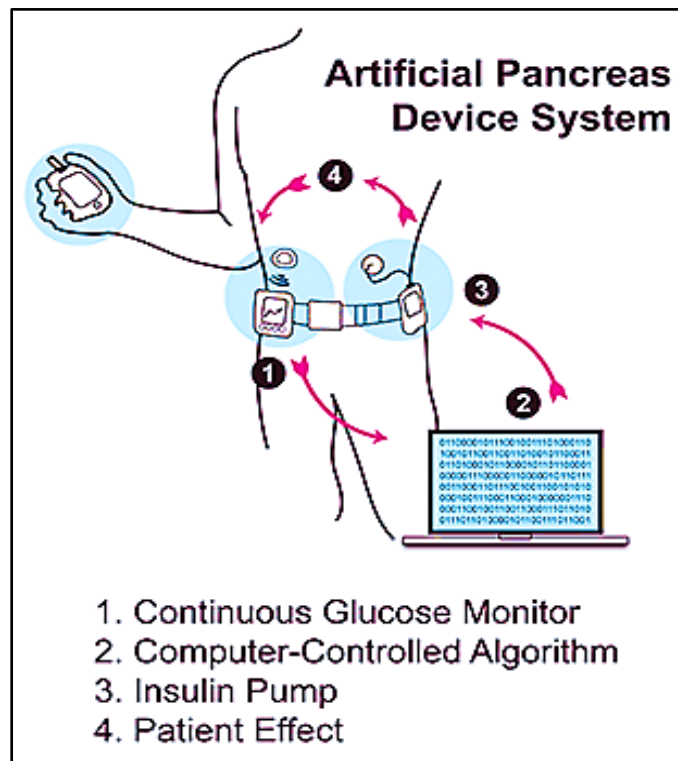 Artificial Pancreas
Device System
4
3
1
2
1. Continuous Glucose Monitor
2. Computer-Controlled Algorithm
3. Insulin Pump
4. Patient Effect